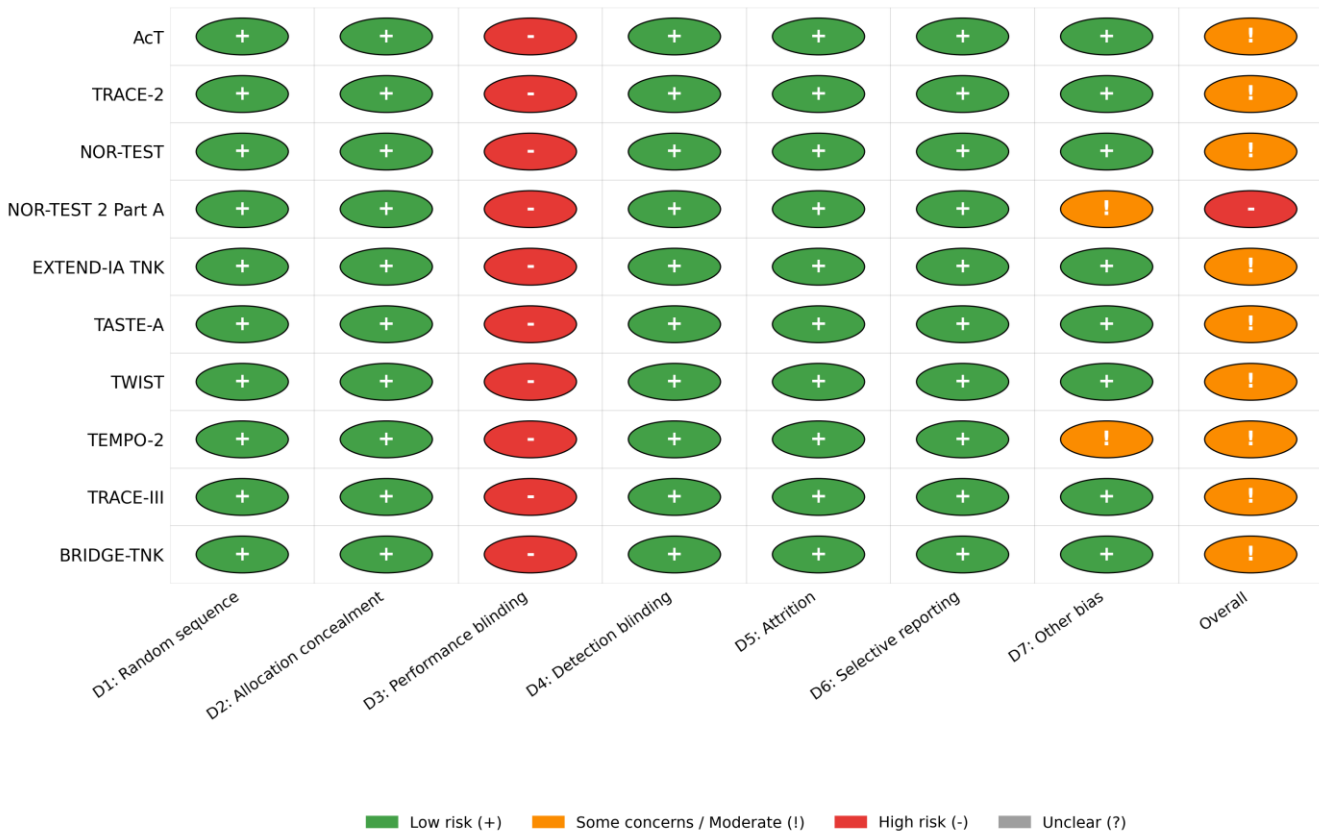 AcT + + - + + + + !
TRACE-2 + + - + + + + !
NOR-TEST + + - + + + + !
NOR-TEST 2 Part A + + - + + + ! -
EXTEND-IA TNK + + - + + + + !
TASTE-A + + - + + + + !
TWIST + + - + + + + !
TEMPO-2 + + - + + + ! !
TRACE-III + + - + + + + !
BRIDGE-TNK + + - + + + + !
D1: Random sequence
D2: Allocation concealment
D3: Performance blinding
D4: Detection blinding
D5: Attrition
D6: Selective reporting
D7: Other bias
Overall
Low risk (+) Some concerns / Moderate (!) High risk (-) Unclear (?)